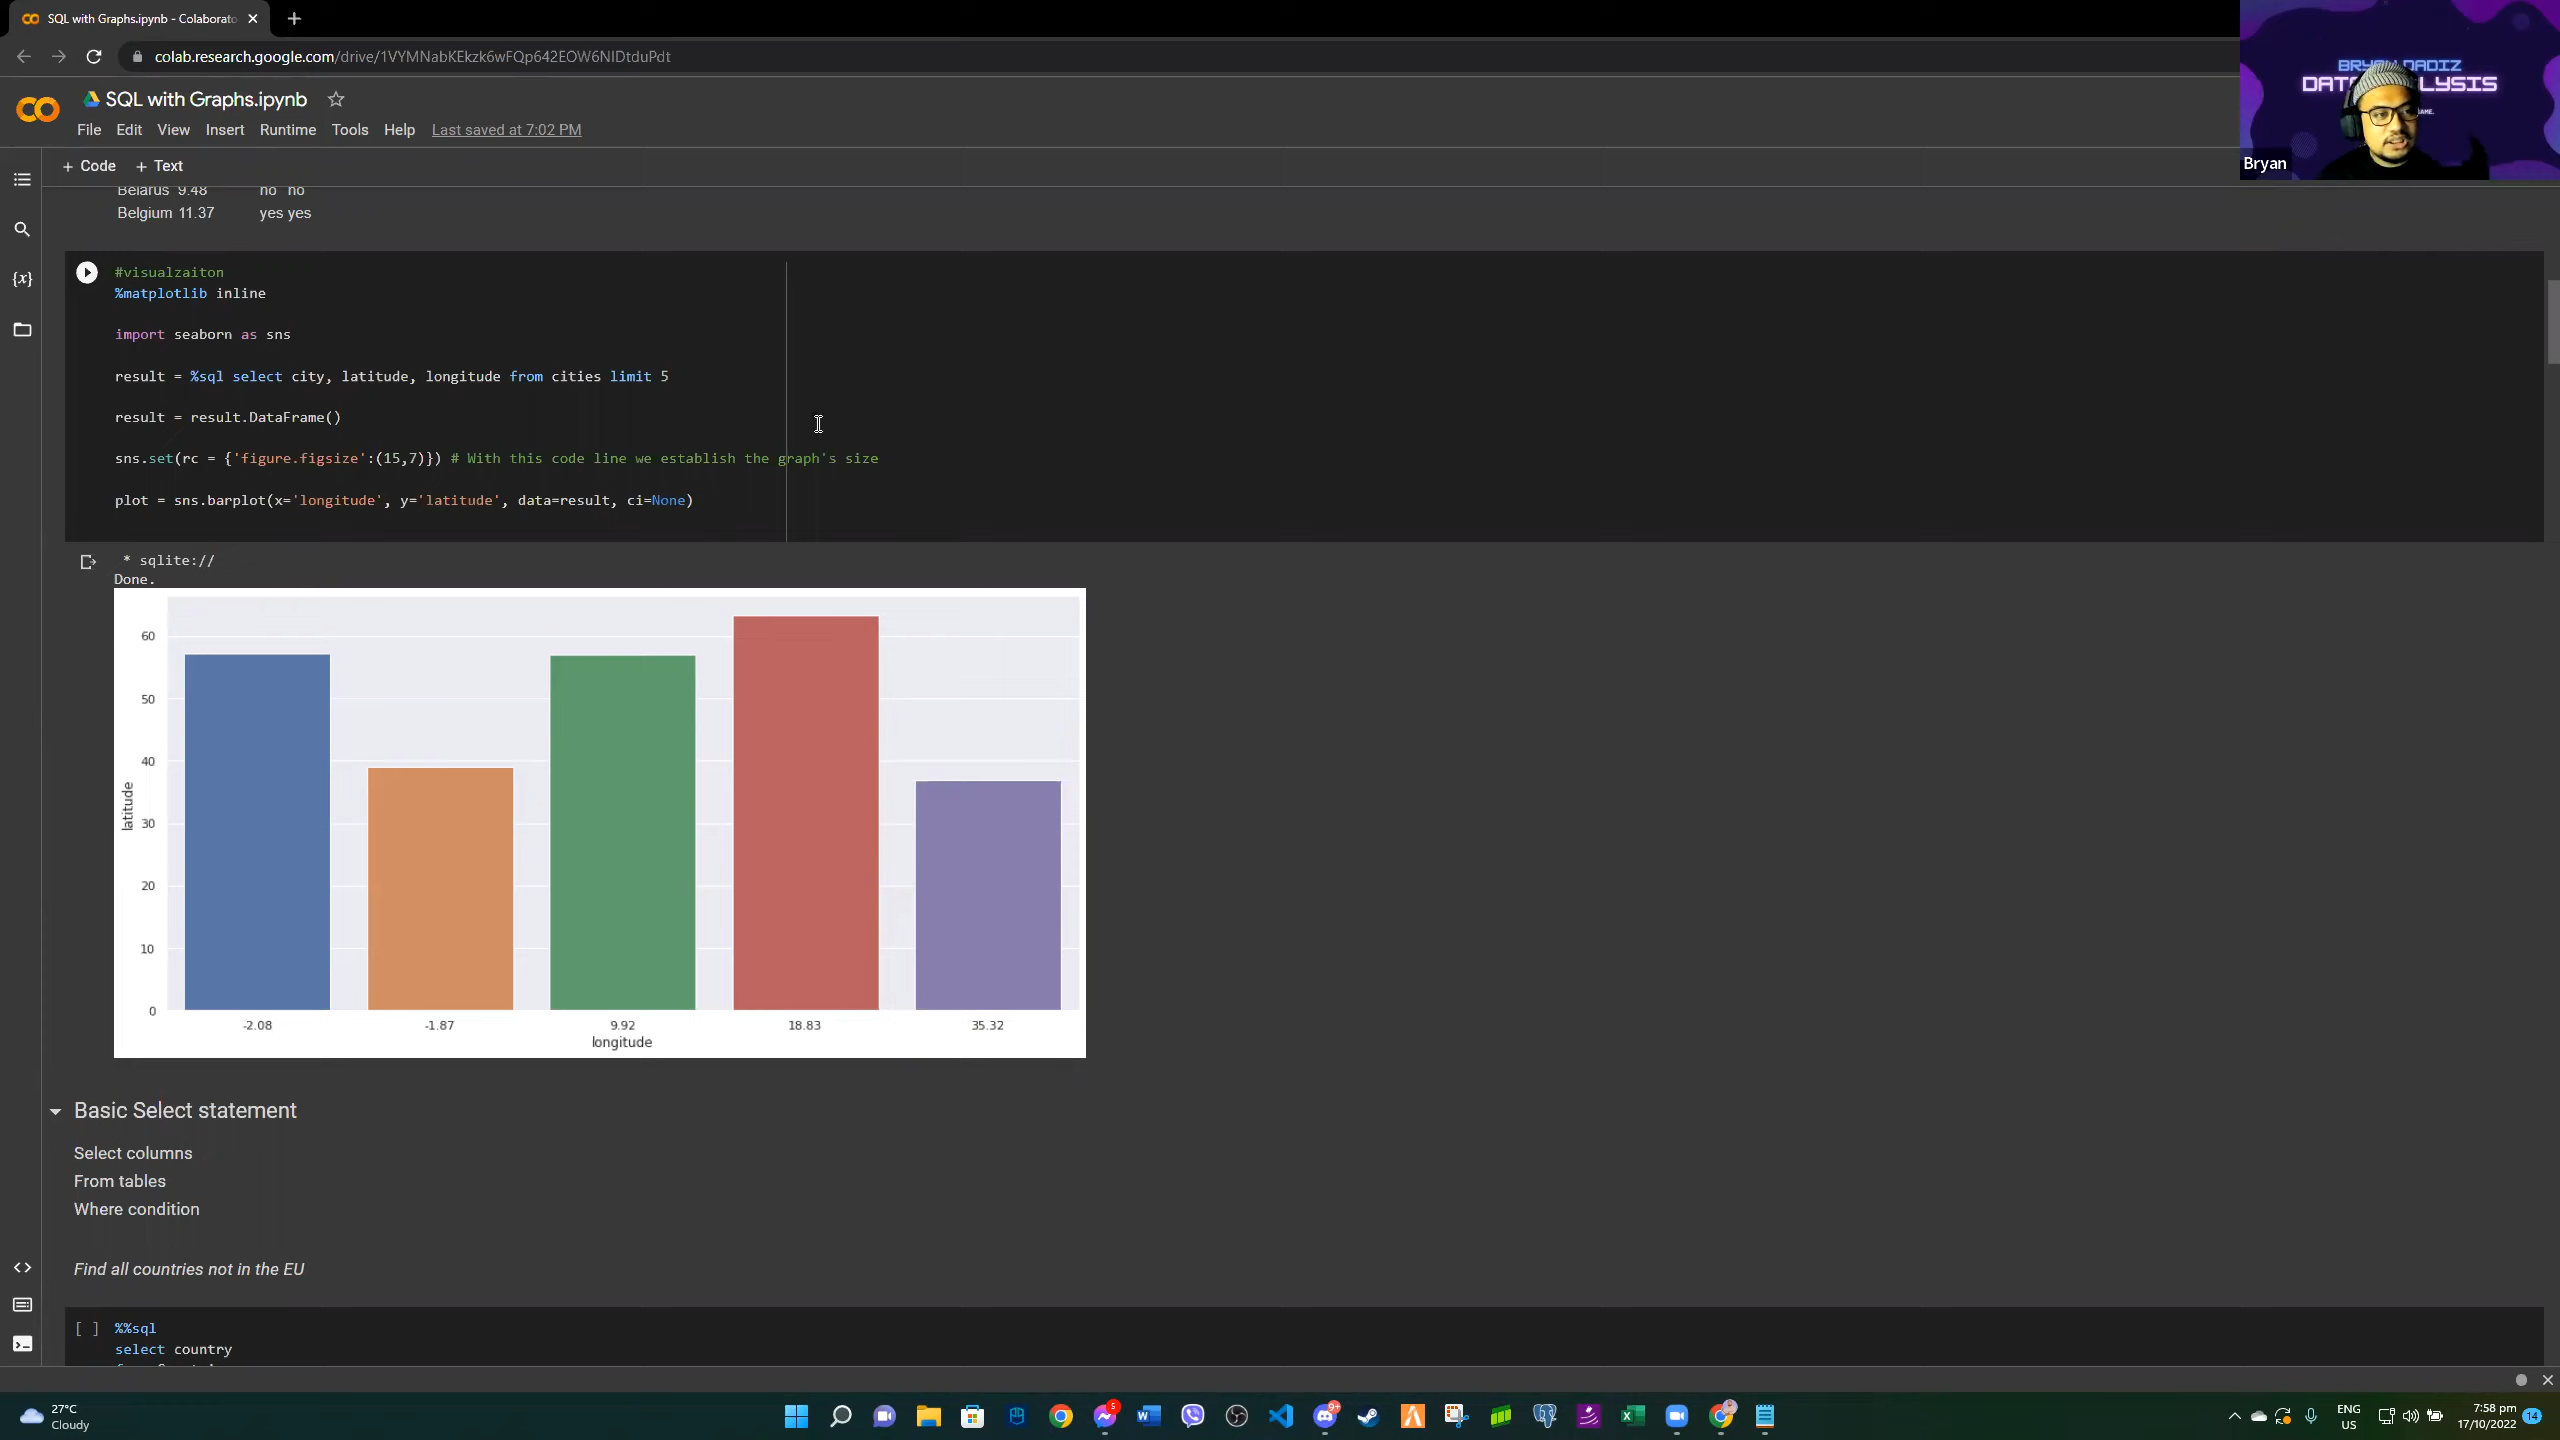 SQL with Graphs.ipynb - Colaborato
colab.research.google.com/drive/1VYMNabKEkzk6wFQp642EOW6NIDtduPdt
SQL with Graphs.ipynb
File Edit View Insert Runtime Tools Help Last saved at 7:02 PM
+ Code + Text
BRYAN DADIZ
Bryan
Belarus 9.48 no no
Belgium 11.37 yes yes
#visualzaiton
%matplotlib inline
import seaborn as sns
result = %sql select city, latitude, longitude from cities limit 5
result = result.DataFrame()
sns.set(rc = {'figure.figsize':(15,7)}) # With this code line we establish the graph's size
plot = sns.barplot(x='longitude', y='latitude', data=result, ci=None)
* sqlite://
Done.
60
50
40
30
20
10
0
latitude
-2.08 -1.87 9.92 18.83 35.32
longitude
Basic Select statement
Select columns
From tables
Where condition
Find all countries not in the EU
[ ] %%sql
select country
27°C
Cloudy
5
9+
ENG
US
7:58 pm
17/10/2022
14